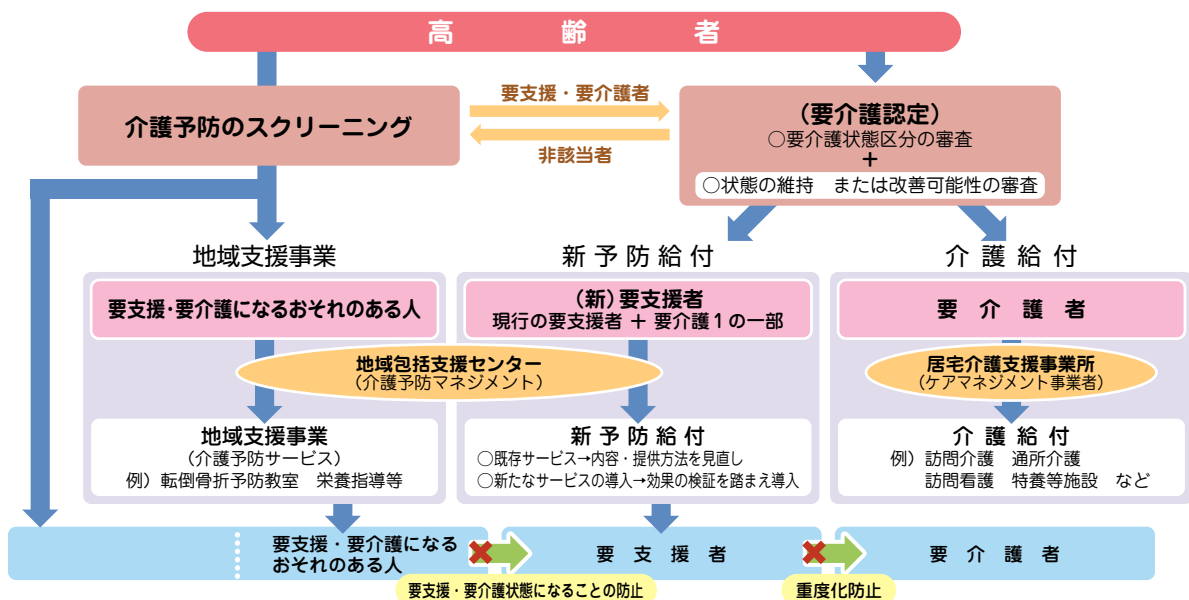 高齢者
要支援・要介護者
介護予防のスクリーニング
非該当者
(要介護認定)
○要介護状態区分の審査
+
○状態の維持 または改善可能性の審査
地域支援事業
要支援・要介護になるおそれのある人
新予防給付
(新)要支援者
現行の要支援者 + 要介護1の一部
介護給付
要介護者
地域包括支援センター
(介護予防マネジメント)
居宅介護支援事業所
(ケアマネジメント事業者)
地域支援事業
(介護予防サービス)
例)転倒骨折予防教室 栄養指導等
新予防給付
○既存サービス→内容・提供方法を見直し
○新たなサービスの導入→効果の検証を踏まえ導入
介護給付
例)訪問介護 通所介護
訪問看護 特養等施設 など
要支援・要介護になる
おそれのある人
要支援者
要介護者
要支援・要介護状態になることの防止
重度化防止